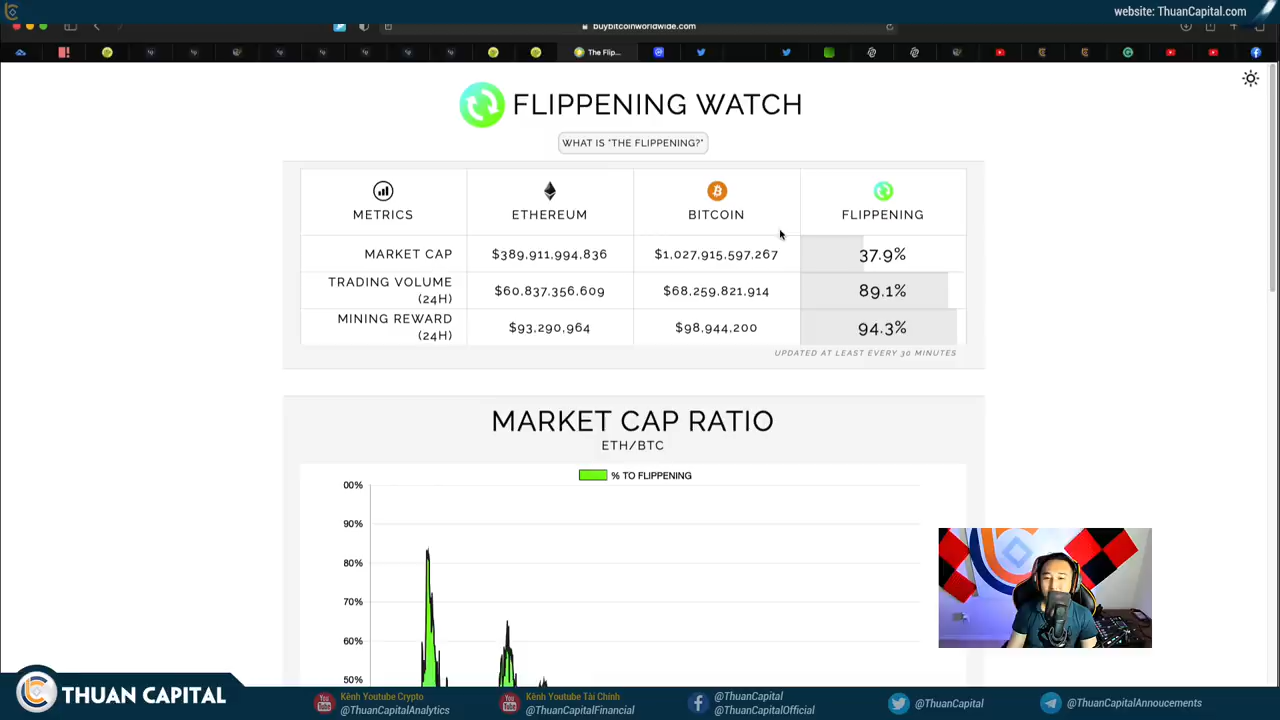 website: ThuanCapital.com
buybitcoinworldwide.com
The Flip...
FLIPPENING WATCH
WHAT IS "THE FLIPPENING?"
METRICS ETHEREUM BITCOIN FLIPPENING
MARKET CAP $389,911,994,836 $1,027,915,597,267 37.9%
TRADING VOLUME (24H) $60,837,356,609 $68,259,821,914 89.1%
MINING REWARD (24H) $93,290,964 $98,944,200 94.3%
UPDATED AT LEAST EVERY 30 MINUTES
MARKET CAP RATIO
ETH/BTC
% TO FLIPPENING
00%
90%
80%
70%
60%
50%
THUAN CAPITAL
Kênh Youtube Crypto
@ThuanCapitalAnalytics
Kênh Youtube Tài Chính
@ThuanCapitalFinancial
@ThuanCapital
@ThuanCapitalOfficial
@ThuanCapital
@ThuanCapitalAnnoucements